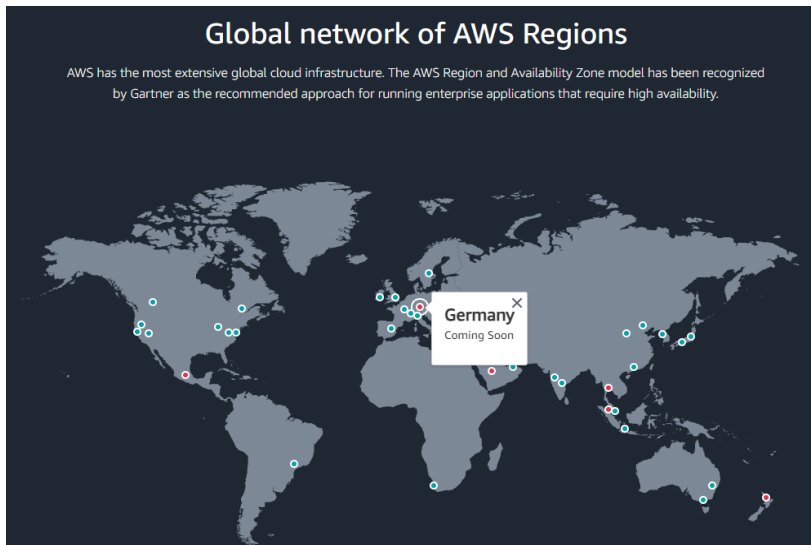 Global network of AWS Regions
AWS has the most extensive global cloud infrastructure. The AWS Region and Availability Zone model has been recognized
by Gartner as the recommended approach for running enterprise applications that require high availability.
Germany
Coming Soon